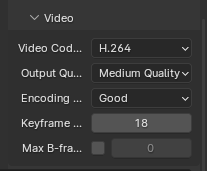 Video
Video Cod... H.264
Output Qu... Medium Quality
Encoding ... Good
Keyframe ... 18
Max B-fra... 0